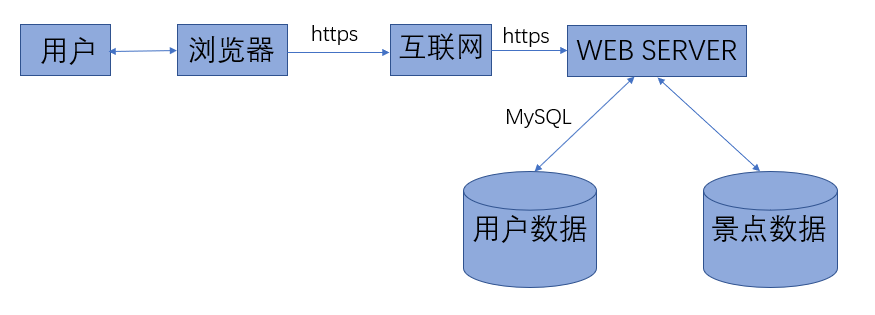 用户
浏览器
https
互联网
https
WEB SERVER
MySQL
用户数据
景点数据